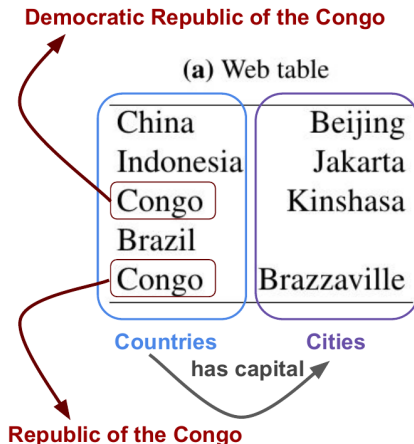 Democratic Republic of the Congo
(a) Web table
China Beijing
Indonesia Jakarta
Congo Kinshasa
Brazil
Congo Brazzaville
Countries Cities
has capital
Republic of the Congo